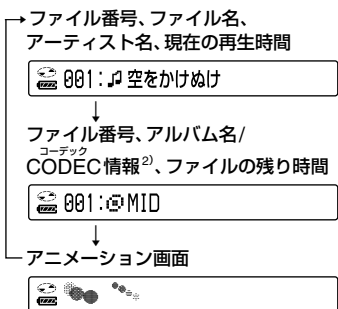 ファイル番号、ファイル名、
アーティスト名、現在の再生時間
001:♫空をかけぬけ
ファイル番号、アルバム名/
コーデック
CODEC情報2)、ファイルの残り時間
001:MID
アニメーション画面